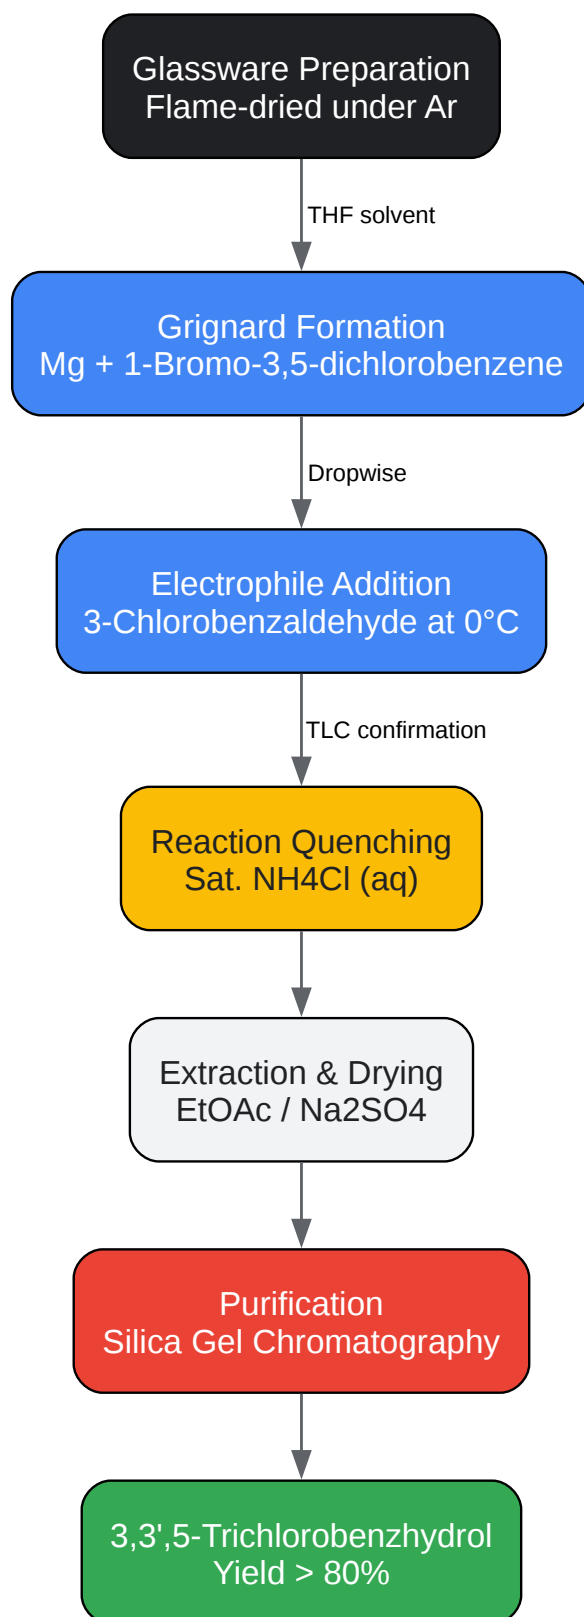 Glassware Preparation
Flame-dried under Ar
THF solvent
Grignard Formation
Mg + 1-Bromo-3,5-dichlorobenzene
Dropwise
Electrophile Addition
3-Chlorobenzaldehyde at 0°C
TLC confirmation
Reaction Quenching
Sat. NH4Cl (aq)
Extraction & Drying
EtOAc / Na2SO4
Purification
Silica Gel Chromatography
3,3',5-Trichlorobenzhydrol
Yield > 80%